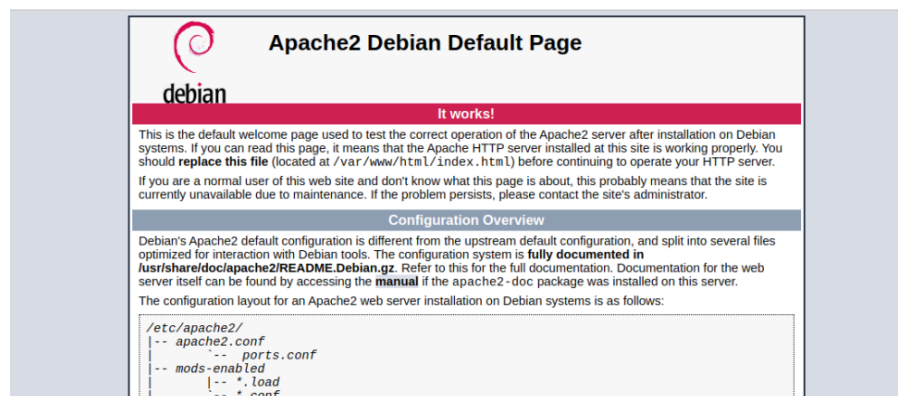 debian
Apache2 Debian Default Page
It works!
This is the default welcome page used to test the correct operation of the Apache2 server after installation on Debian
systems. If you can read this page, it means that the Apache HTTP server installed at this site is working properly. You
should replace this file (located at /var/www/html/index.html) before continuing to operate your HTTP server.
If you are a normal user of this web site and don't know what this page is about, this probably means that the site is
currently unavailable due to maintenance. If the problem persists, please contact the site's administrator.
Configuration Overview
Debian's Apache2 default configuration is different from the upstream default configuration, and split into several files
optimized for interaction with Debian tools. The configuration system is fully documented in
/usr/share/doc/apache2/README.Debian.gz. Refer to this for the full documentation. Documentation for the web
server itself can be found by accessing the manual if the apache2-doc package was installed on this server.
The configuration layout for an Apache2 web server installation on Debian systems is as follows:
/etc/apache2/
|-- apache2.conf
|       `--  ports.conf
|-- mods-enabled
|       |-- *.load
|       `-- *.conf